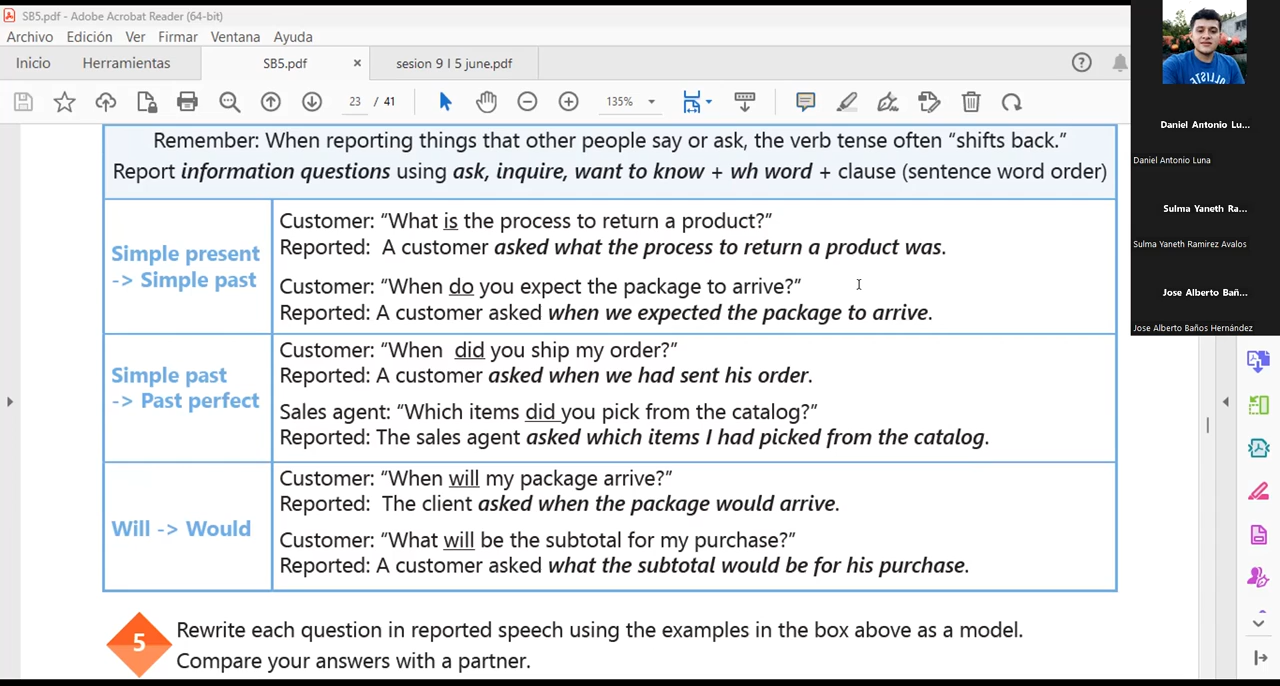 SB5.pdf - Adobe Acrobat Reader (64-bit)
Archivo Edición Ver Firmar Ventana Ayuda
Inicio Herramientas SB5.pdf × sesion 9 I 5 june.pdf
23 / 41 135%
Remember: When reporting things that other people say or ask, the verb tense often “shifts back.”
Report information questions using ask, inquire, want to know + wh word + clause (sentence word order)
Simple present
-> Simple past
Customer: “What is the process to return a product?”
Reported: A customer asked what the process to return a product was.
Customer: “When do you expect the package to arrive?”
Reported: A customer asked when we expected the package to arrive.
Simple past
-> Past perfect
Customer: “When did you ship my order?”
Reported: A customer asked when we had sent his order.
Sales agent: “Which items did you pick from the catalog?”
Reported: The sales agent asked which items I had picked from the catalog.
Will -> Would
Customer: “When will my package arrive?”
Reported: The client asked when the package would arrive.
Customer: “What will be the subtotal for my purchase?”
Reported: A customer asked what the subtotal would be for his purchase.
5
Rewrite each question in reported speech using the examples in the box above as a model.
Compare your answers with a partner.
Daniel Antonio Lu...
Daniel Antonio Luna
Sulma Yaneth Ra...
Sulma Yaneth Ramirez Avalos
Jose Alberto Bañ...
Jose Alberto Baños Hernández